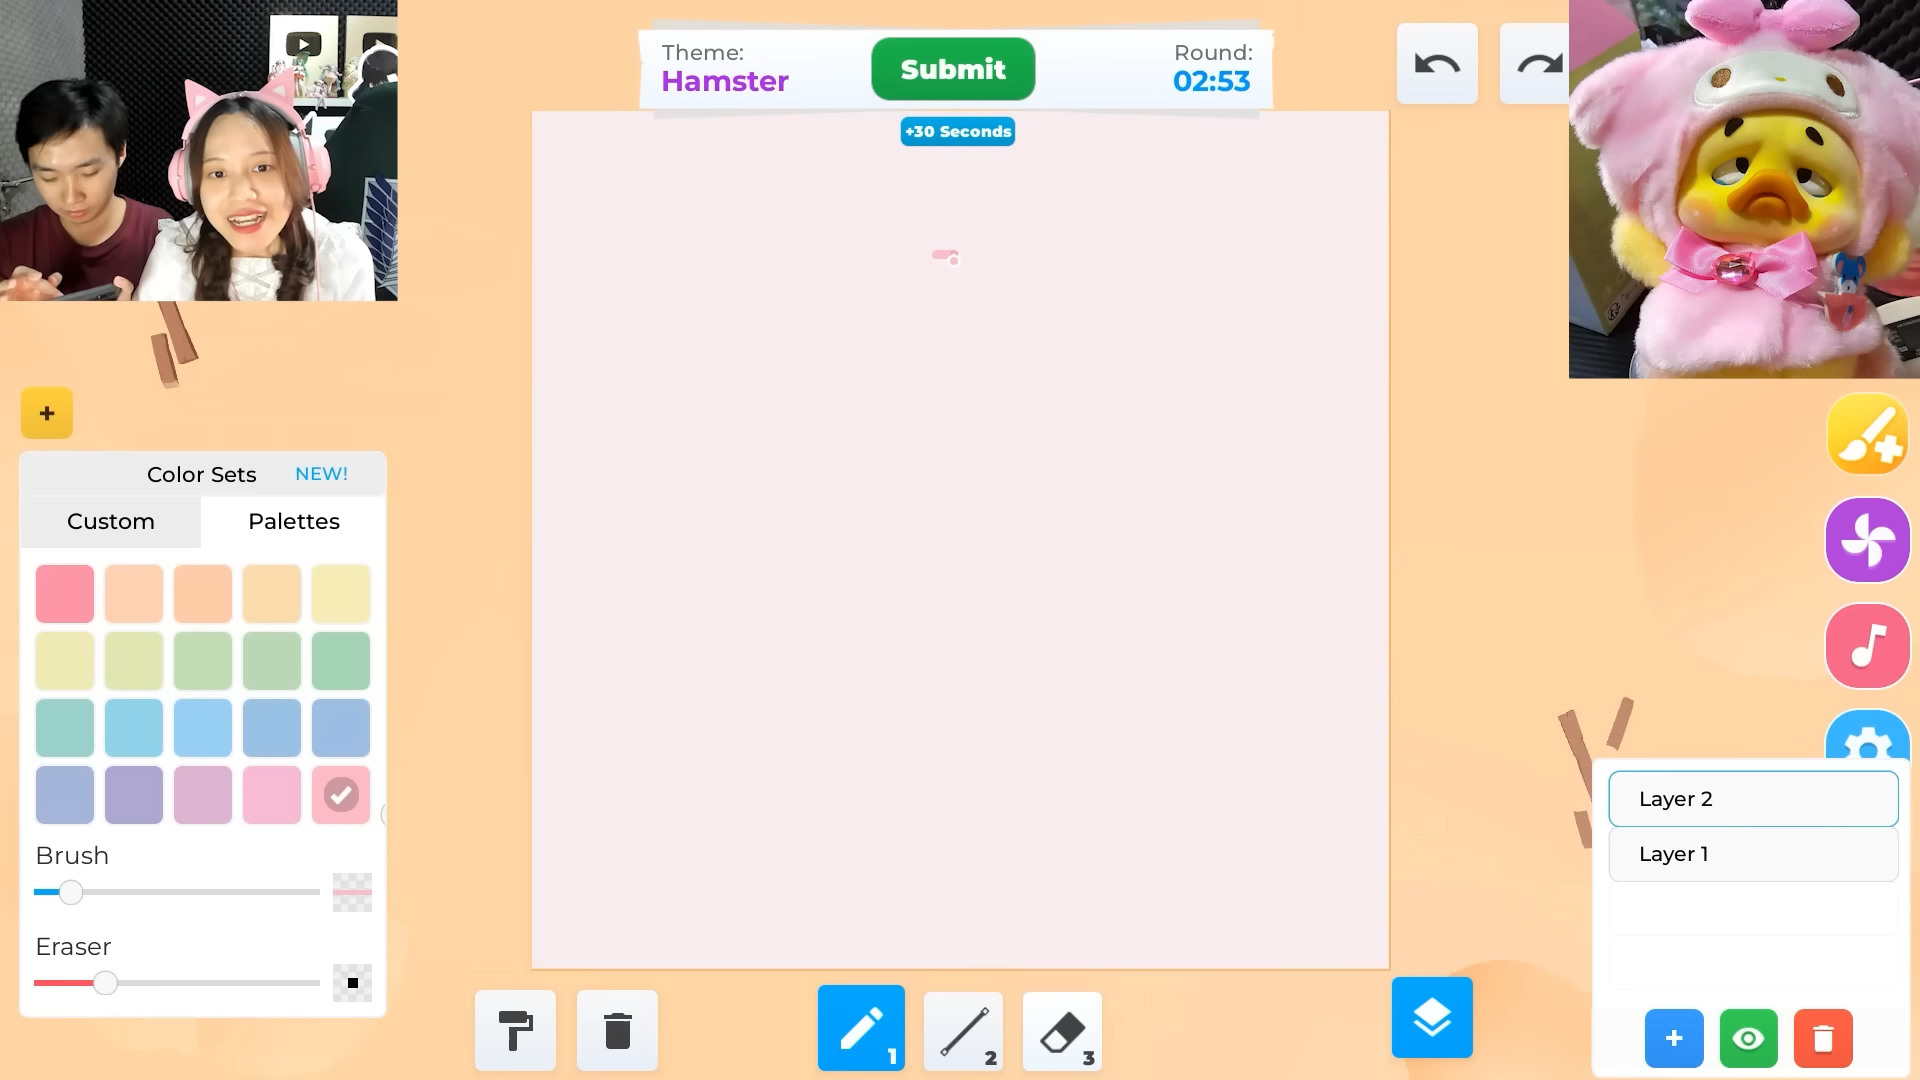 Theme:
Hamster
Submit
Round:
02:53
+30 Seconds
+
Color Sets
NEW!
Custom
Palettes
Brush
Eraser
1
2
3
Layer 2
Layer 1
+